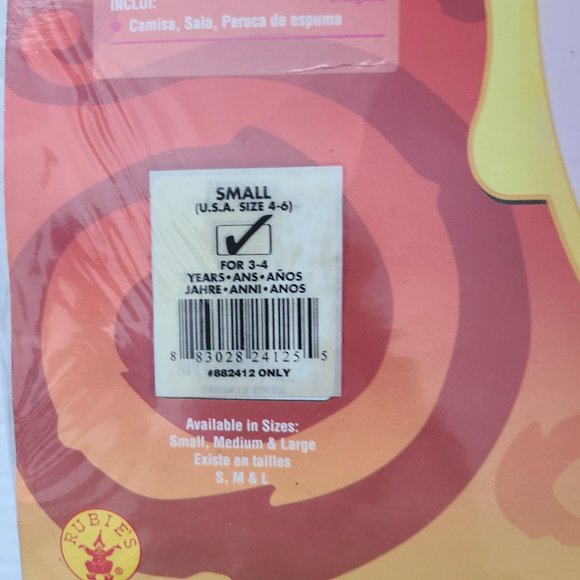 INCLUI:
• Camisa, Saia, Peruca de espuma
SMALL
(U.S.A. SIZE 4-6)
FOR 3-4
YEARS•ANS•AÑOS
JAHRE•ANNI•ANOS
8 83028 24125 5
#882412 ONLY
Available in Sizes:
Small, Medium & Large
Existe en tailles
S, M & L
RUBIE'S
®